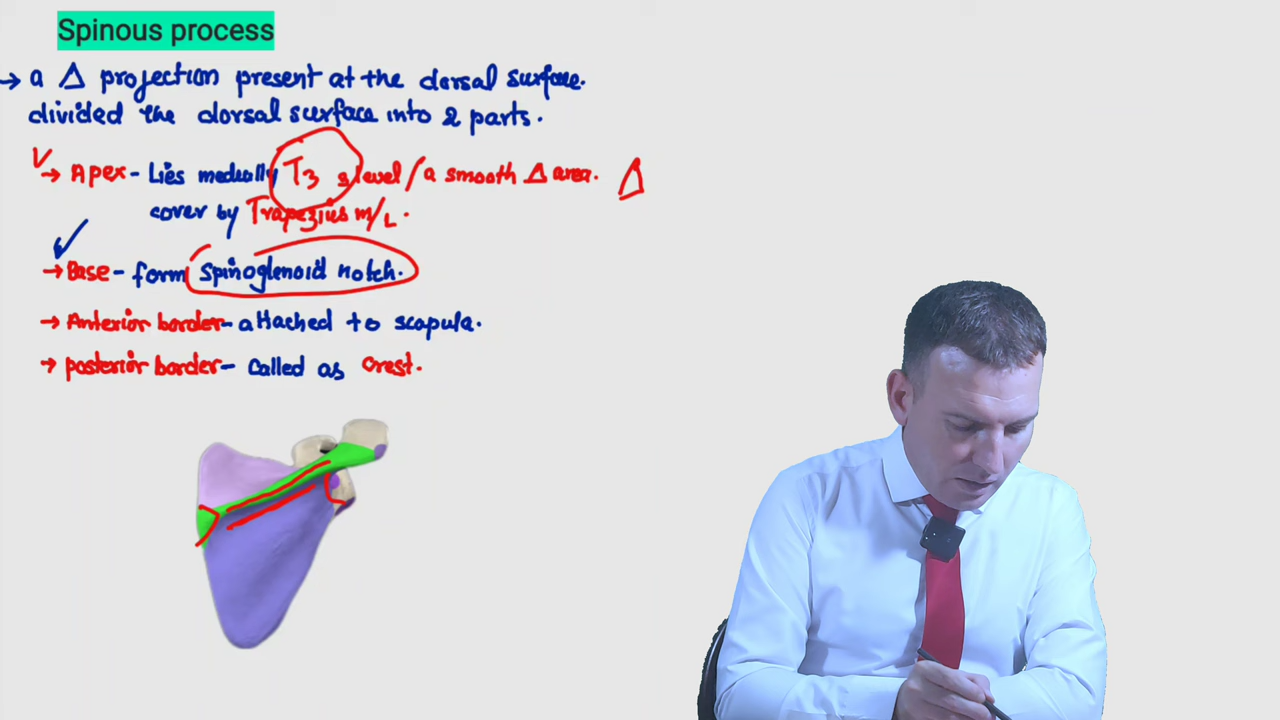 Spinous process
→ a Δ projection present at the dorsal surface.
divided the dorsal surface into 2 parts.
→ Apex - Lies medially T3 s level / a smooth Δ area. Δ
cover by Trapezius m/L.
→ Base - form spinoglenoid notch.
→ Anterior border - attached to scapula.
→ posterior border - called as crest.